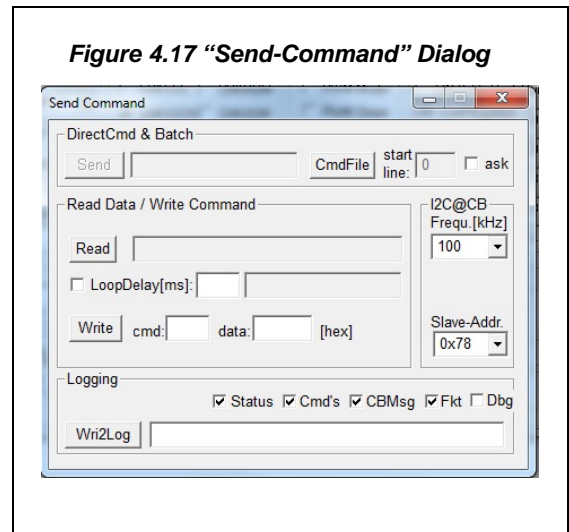 Figure 4.17 “Send-Command” Dialog
Send Command
DirectCmd & Batch
Send CmdFile start line: 0 ask
Read Data / Write Command
Read
LoopDelay[ms]:
Write cmd: data: [hex]
I2C@CB
Frequ.[kHz]
100
Slave-Addr.
0x78
Logging
Status Cmd's CBMsg Fkt Dbg
Wri2Log